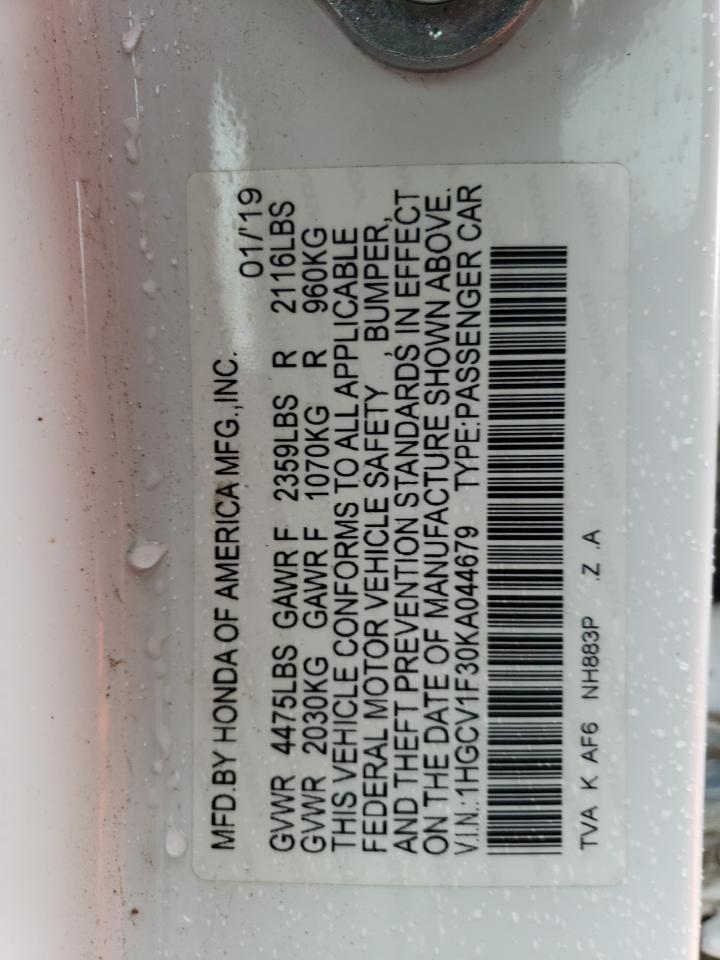 MFD.BY HONDA OF AMERICA MFG.,INC. 01/'19
GVWR 4475LBS GAWR F 2359LBS R 2116LBS
GVWR 2030KG GAWR F 1070KG R 960KG
THIS VEHICLE CONFORMS TO ALL APPLICABLE
FEDERAL MOTOR VEHICLE SAFETY , BUMPER,
AND THEFT PREVENTION STANDARDS IN EFFECT
ON THE DATE OF MANUFACTURE SHOWN ABOVE.
V.I.N.:1HGCV1F30KA044679 TYPE:PASSENGER CAR
TVA K AF6 NH883P .Z .A